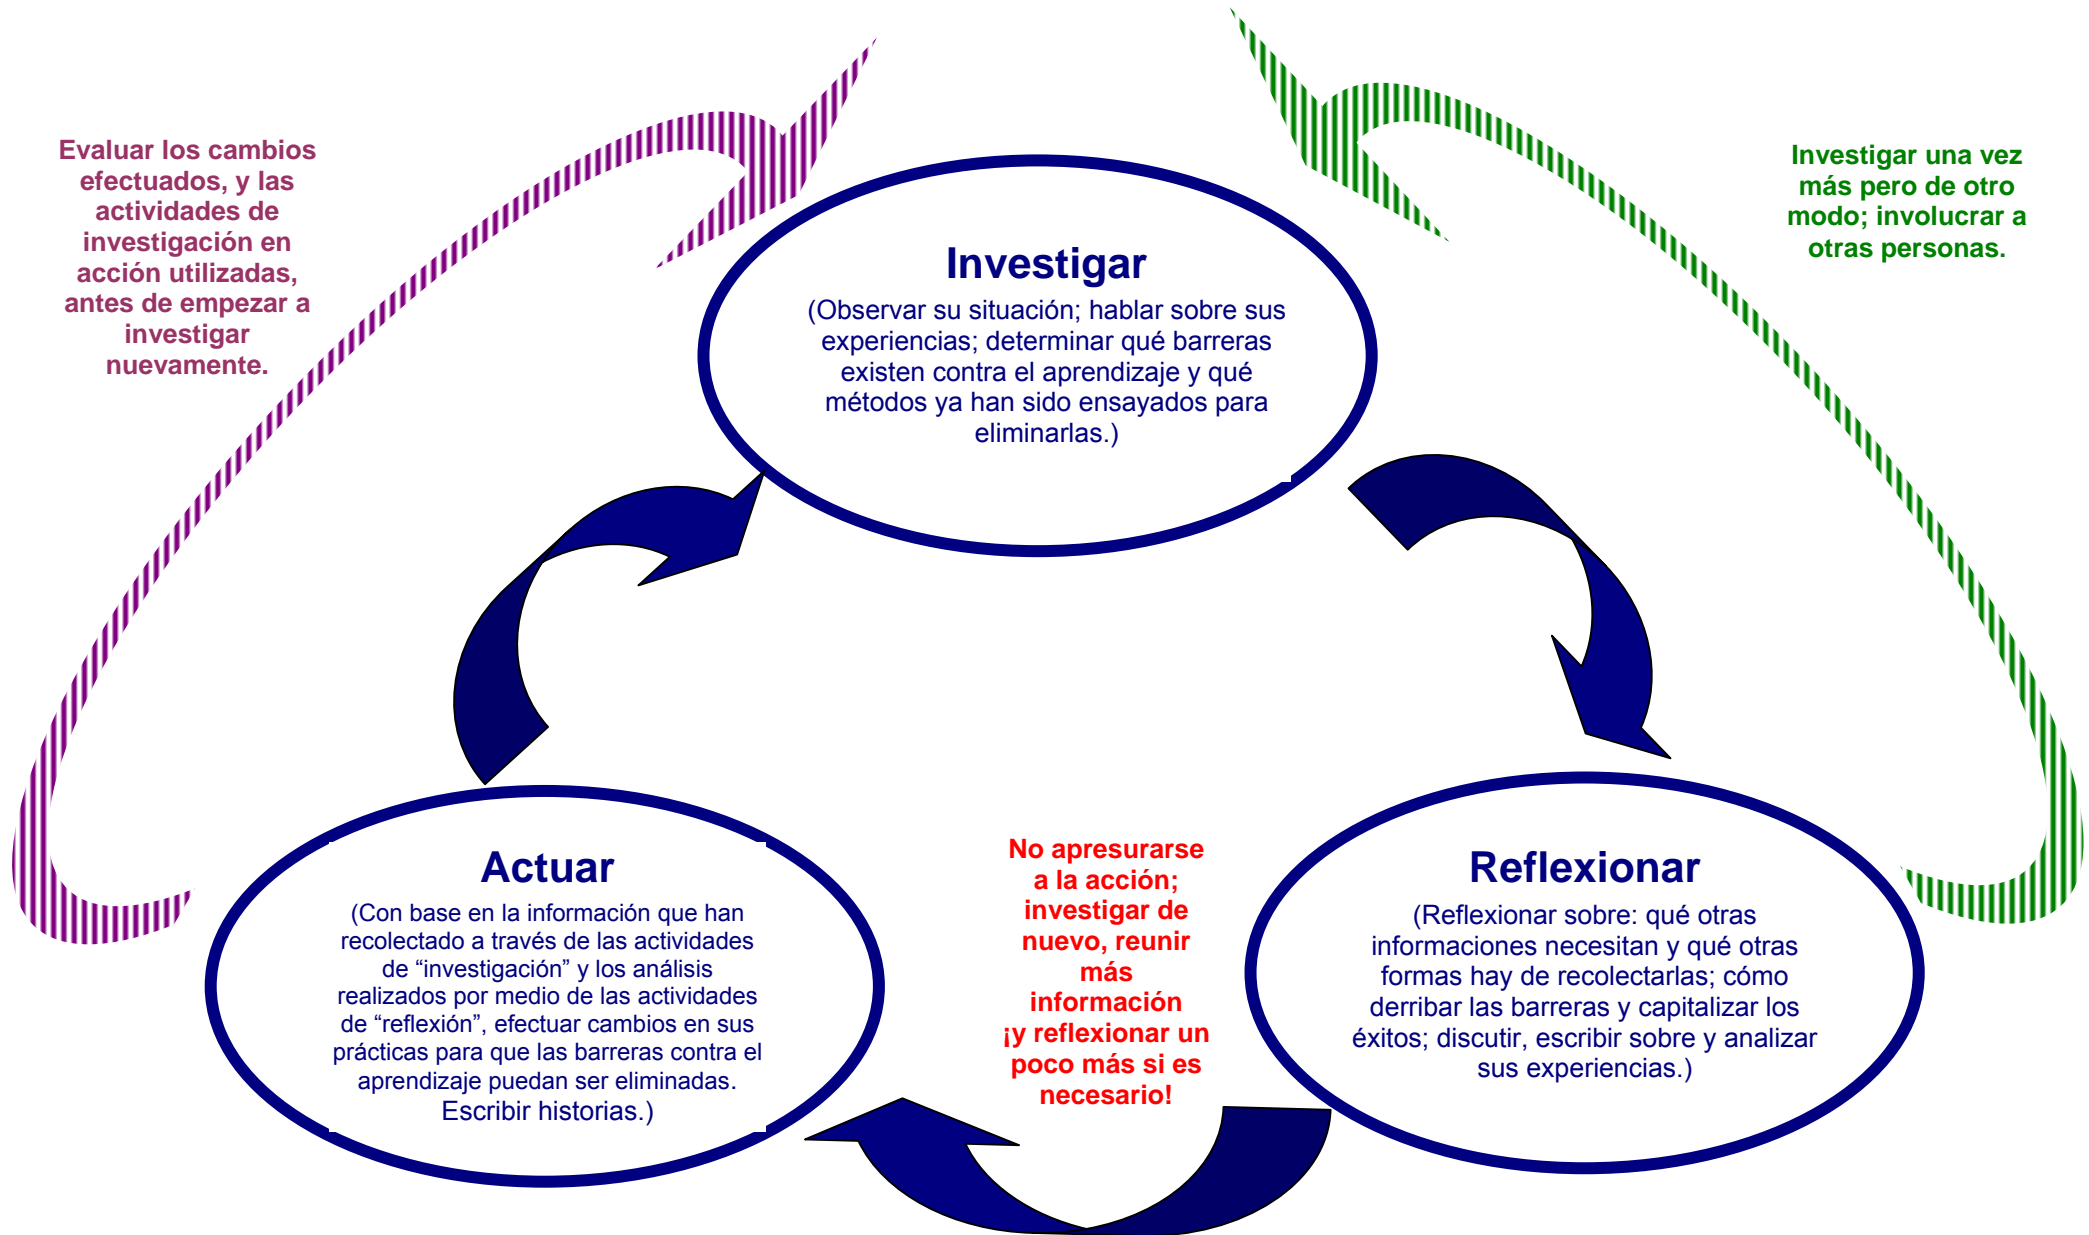 Evaluar los cambios
efectuados, y las
actividades de
investigación en
acción utilizadas,
antes de empezar a
investigar
nuevamente.
Investigar una vez
más pero de otro
modo; involucrar a
otras personas.
Investigar
(Observar su situación; hablar sobre sus
experiencias; determinar qué barreras
existen contra el aprendizaje y qué
métodos ya han sido ensayados para
eliminarlas.)
Actuar
(Con base en la información que han
recolectado a través de las actividades
de “investigación” y los análisis
realizados por medio de las actividades
de “reflexión”, efectuar cambios en sus
prácticas para que las barreras contra el
aprendizaje puedan ser eliminadas.
Escribir historias.)
No apresurarse
a la acción;
investigar de
nuevo, reunir
más
información
¡y reflexionar un
poco más si es
necesario!
Reflexionar
(Reflexionar sobre: qué otras
informaciones necesitan y qué otras
formas hay de recolectarlas; cómo
derribar las barreras y capitalizar los
éxitos; discutir, escribir sobre y analizar
sus experiencias.)